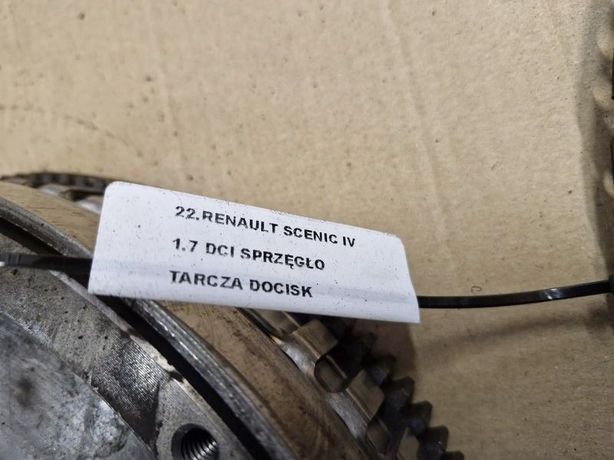 22.RENAULT SCENIC IV
1.7 DCI SPRZĘGŁO
TARCZA DOCISK